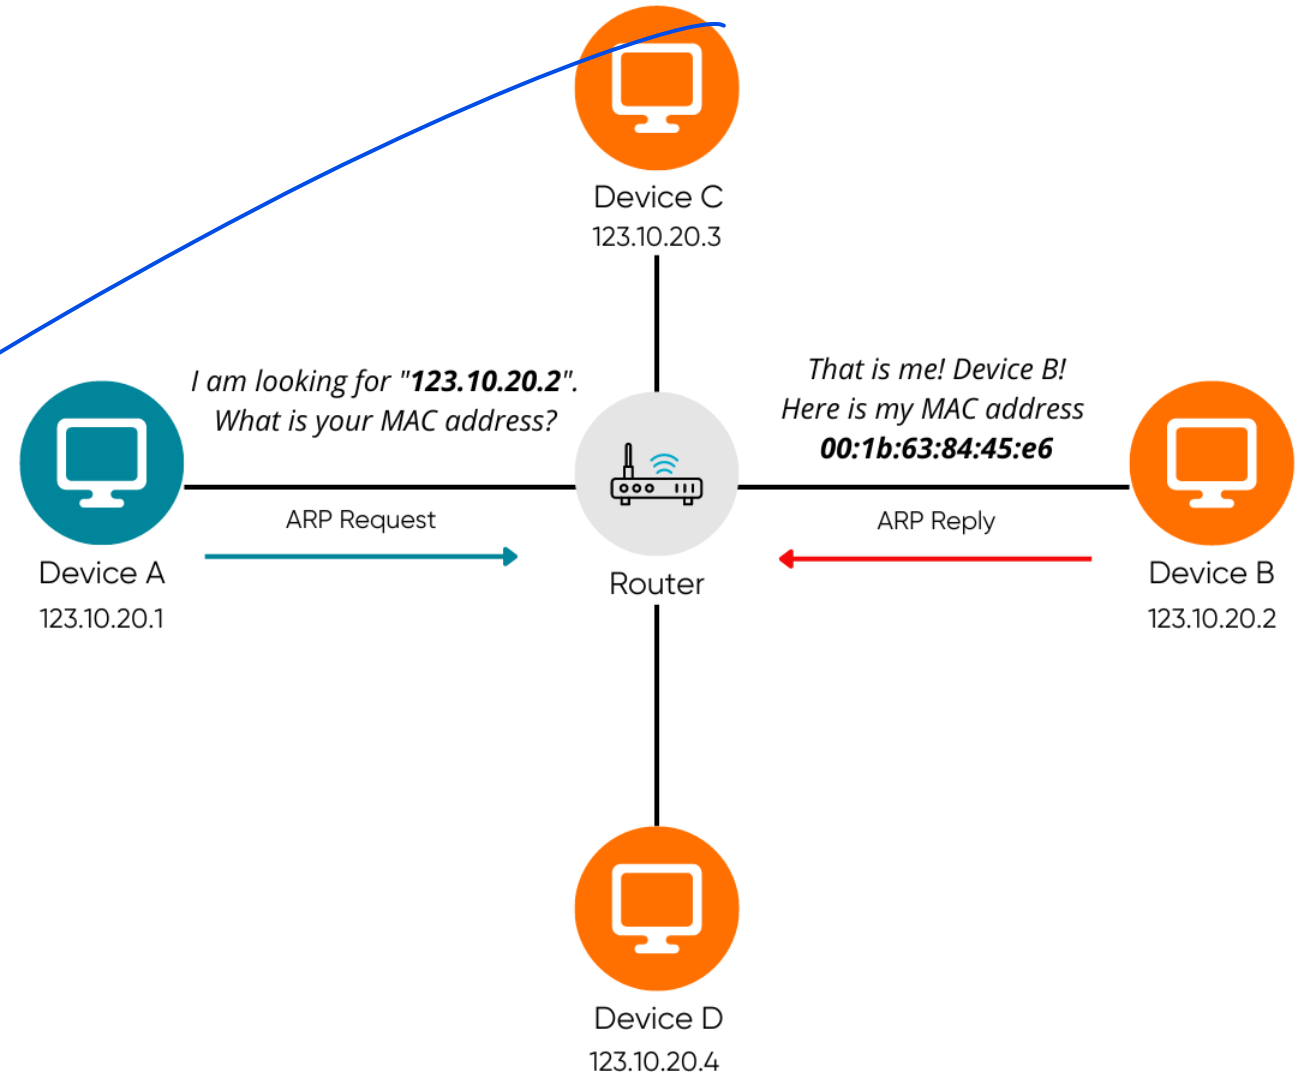 Device C
123.10.20.3
I am looking for "123.10.20.2".
What is your MAC address?
That is me! Device B!
Here is my MAC address
00:1b:63:84:45:e6
ARP Request
ARP Reply
Device A
123.10.20.1
Router
Device B
123.10.20.2
Device D
123.10.20.4